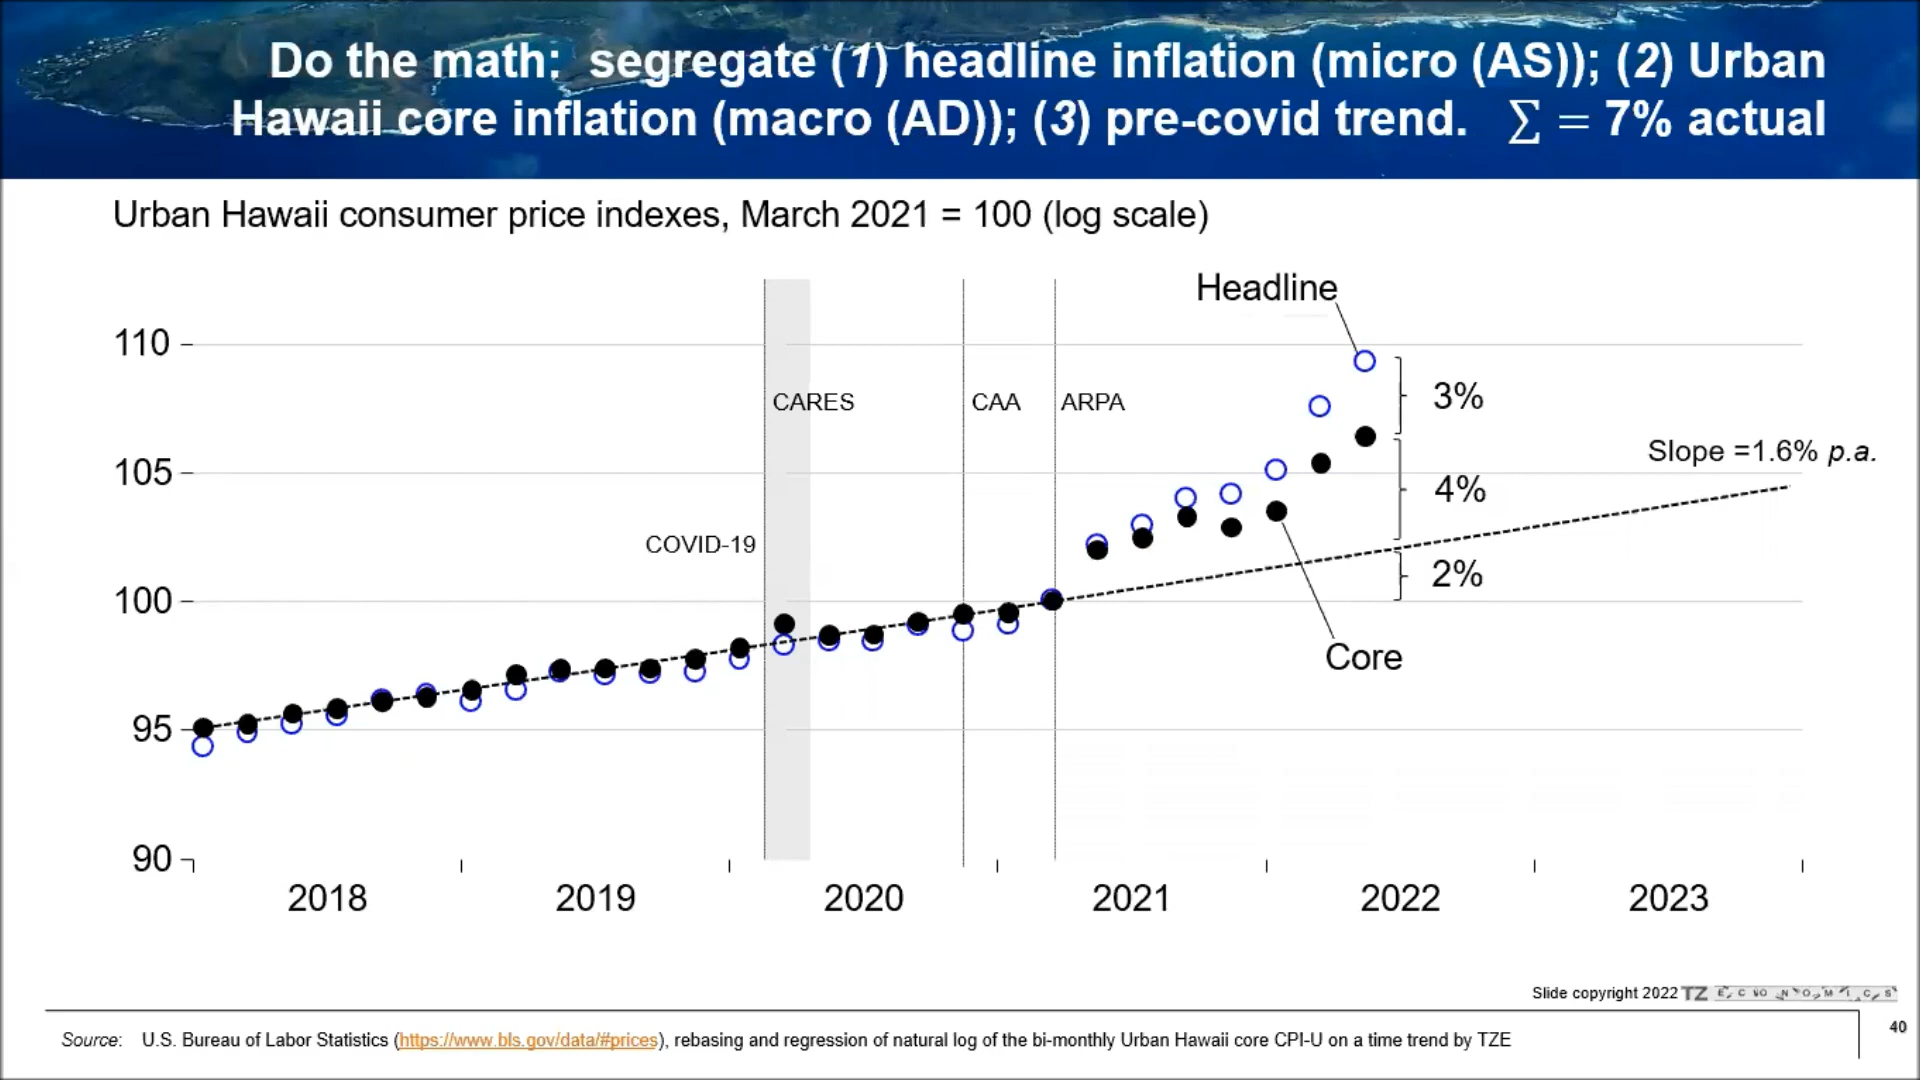 Do the math: segregate (1) headline inflation (micro (AS)); (2) Urban
Hawaii core inflation (macro (AD)); (3) pre-covid trend. ∑ = 7% actual
Urban Hawaii consumer price indexes, March 2021 = 100 (log scale)
Headline
110
3%
CARES
CAA
ARPA
Slope =1.6% p.a.
105
4%
COVID-19
2%
100
Core
95
90
2018
2019
2020
2021
2022
2023
Slide copyright 2022 TZ ECONOMICS
40
Source: U.S. Bureau of Labor Statistics (https://www.bls.gov/data/#prices), rebasing and regression of natural log of the bi-monthly Urban Hawaii core CPI-U on a time trend by TZE